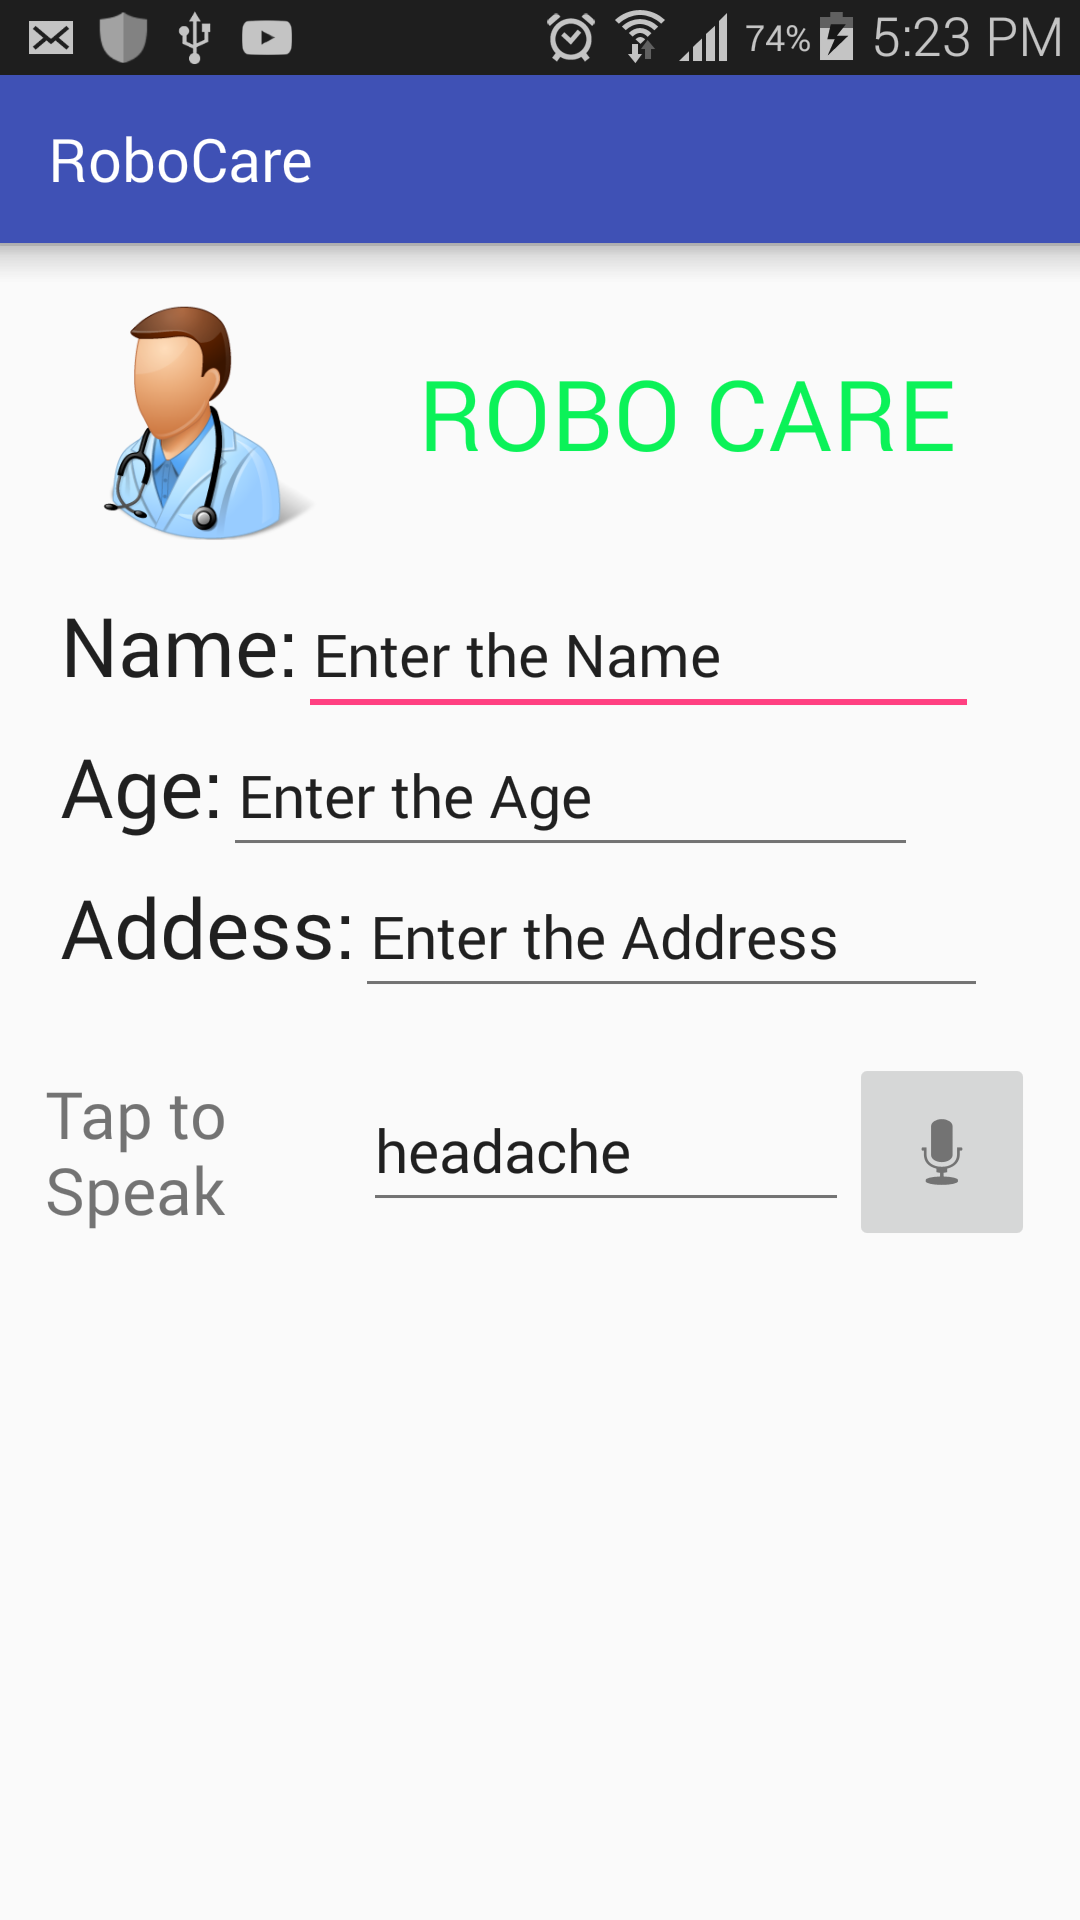 74% 5:23 PM
RoboCare
ROBO CARE
Name: Enter the Name
Age: Enter the Age
Addess: Enter the Address
Tap to
Speak
headache